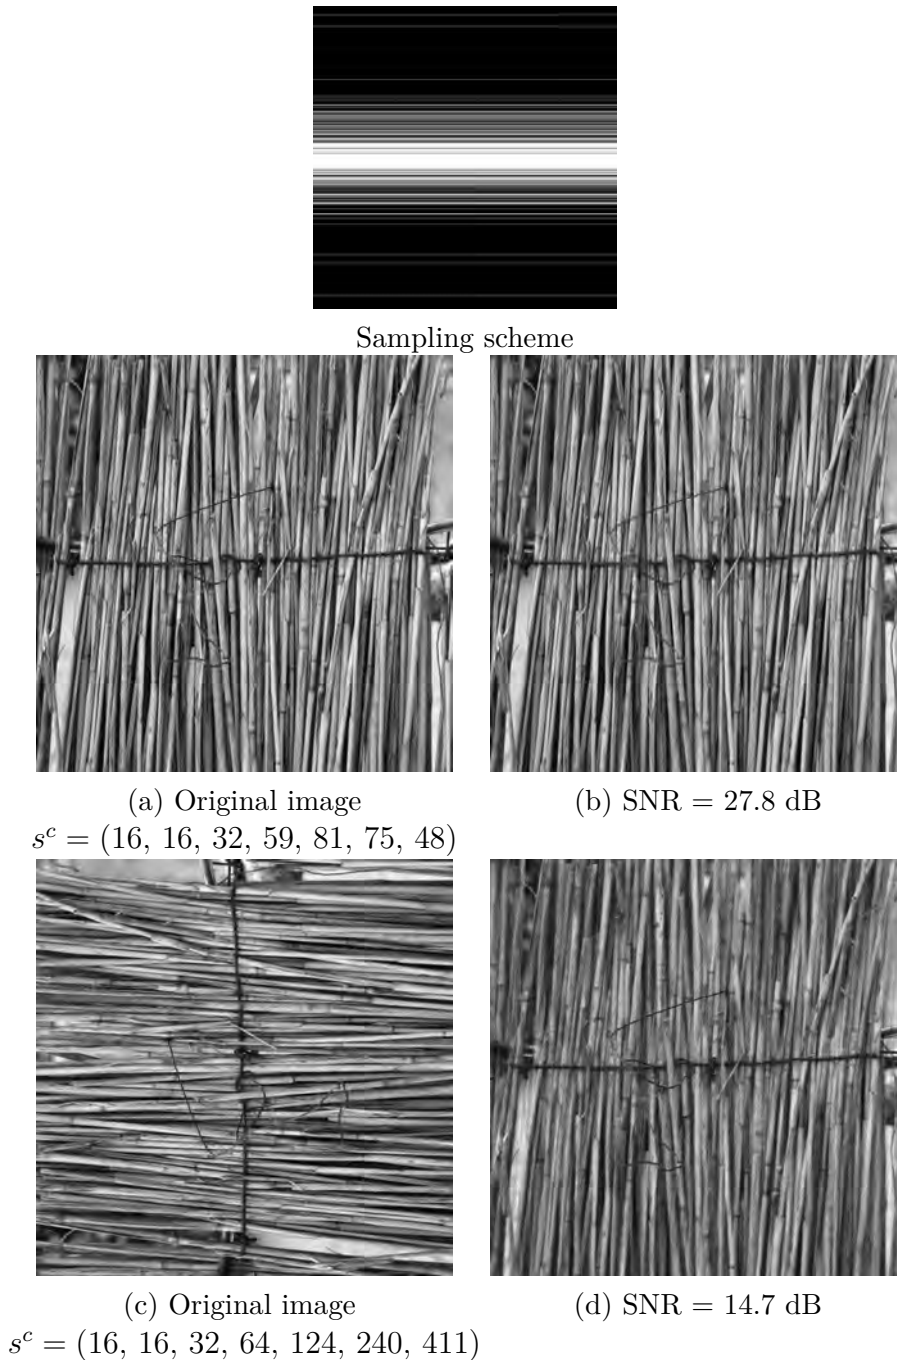 Sampling scheme
(a) Original image
(b) SNR = 27.8 dB
s^c = (16, 16, 32, 59, 81, 75, 48)
(c) Original image
(d) SNR = 14.7 dB
s^c = (16, 16, 32, 64, 124, 240, 411)